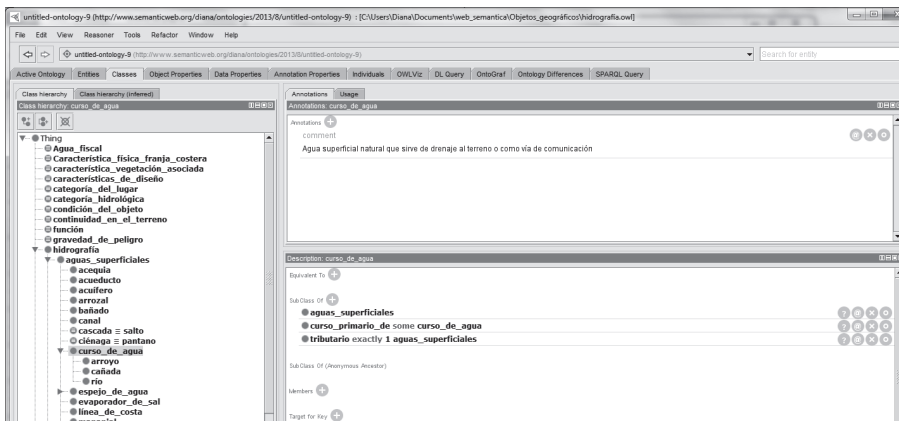 untitled-ontology-9 (http://www.semanticweb.org/diana/ontologies/2013/8/untitled-ontology-9) : [C:\Users\Diana\Documents\web_semantica\Objetos_geográficos\hidrografia.owl]
File Edit View Reasoner Tools Refactor Window Help
untitled-ontology-9 (http://www.semanticweb.org/diana/ontologies/2013/8/untitled-ontology-9)
Search for entity
Active Ontology Entities Classes Object Properties Data Properties Annotation Properties Individuals OWLViz DL Query OntoGraf Ontology Differences SPARQL Query
Class hierarchy Class hierarchy (inferred)
Class hierarchy: curso_de_agua
Thing
Agua_fiscal
Característica_física_franja_costera
característica_vegetación_asociada
características_de_diseño
categoría_del_lugar
categoría_hidrológica
condición_del_objeto
continuidad_en_el_terreno
función
gravedad_de_peligro
hidrografía
aguas_superficiales
acequia
acueducto
acuífero
arrozal
bañado
canal
cascada ≡ salto
ciénaga ≡ pantano
curso_de_agua
arroyo
cañada
río
espejo_de_agua
evaporador_de_sal
línea_de_costa
Annotations Usage
Annotations: curso_de_agua
Annotations
comment
Agua superficial natural que sirve de drenaje al terreno o como vía de comunicación
Description: curso_de_agua
Equivalent To
SubClass Of
aguas_superficiales
curso_primario_de some curso_de_agua
tributario exactly 1 aguas_superficiales
SubClass Of (Anonymous Ancestor)
Members
Target for Key